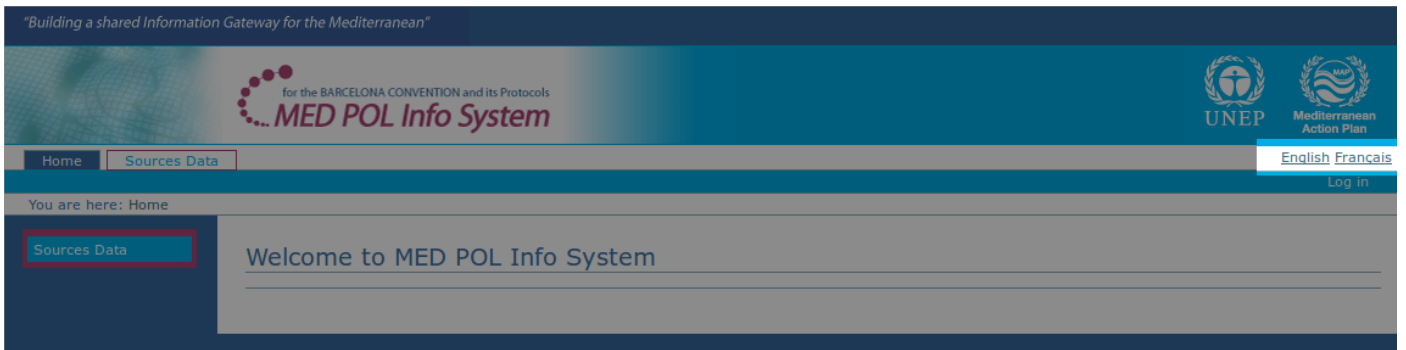 "Building a shared Information Gateway for the Mediterranean"
for the BARCELONA CONVENTION and its Protocols
MED POL Info System
UNEP
MAP
Mediterranean
Action Plan
Home Sources Data English Français
Log in
You are here: Home
Sources Data
Welcome to MED POL Info System